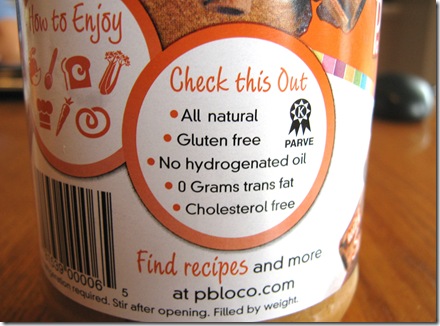 How to Enjoy
Check this Out
• All natural
• Gluten free
• No hydrogenated oil
• 0 Grams trans fat
• Cholesterol free
K
PARVE
Find recipes and more
at pbloco.com
00006 5
required. Stir after opening. Filled by weight.